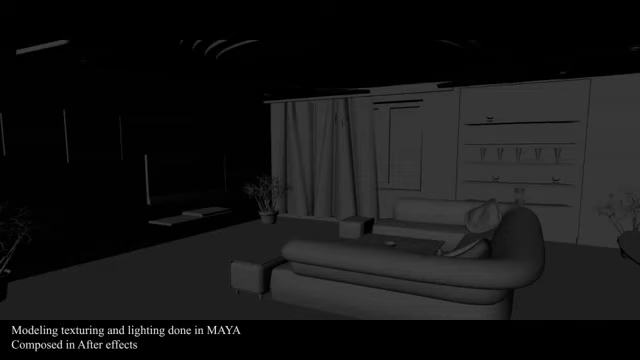 Modeling texturing and lighting done in MAYA
Composed in After effects